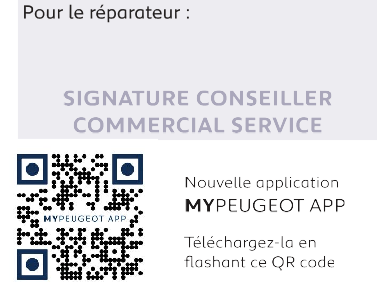 Pour le réparateur :
SIGNATURE CONSEILLER
COMMERCIAL SERVICE
MYPEUGEOT APP
Nouvelle application
MYPEUGEOT APP
Téléchargez-la en
flashant ce QR code